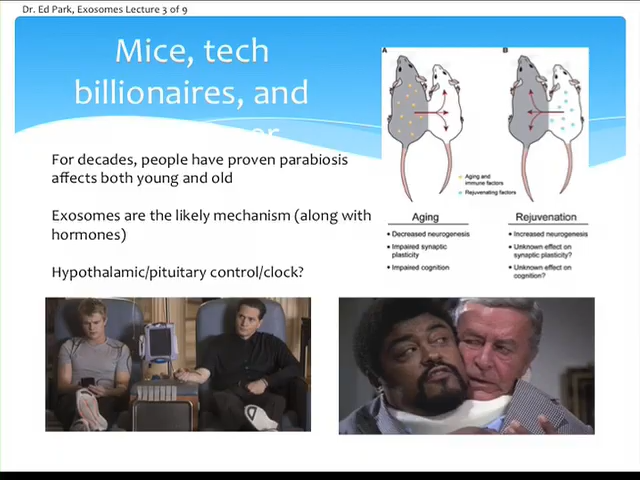 Dr. Ed Park, Exosomes Lecture 3 of 9
Mice, tech
billionaires, and
For decades, people have proven parabiosis
affects both young and old
Exosomes are the likely mechanism (along with
hormones)
Hypothalamic/pituitary control/clock?
A
B
Aging and
immune factors
Rejuvenating factors
Aging
• Decreased neurogenesis
• Impaired synaptic
plasticity
• Impaired cognition
Rejuvenation
• Increased neurogenesis
• Unknown effect on
synaptic plasticity?
• Unknown effect on
cognition?